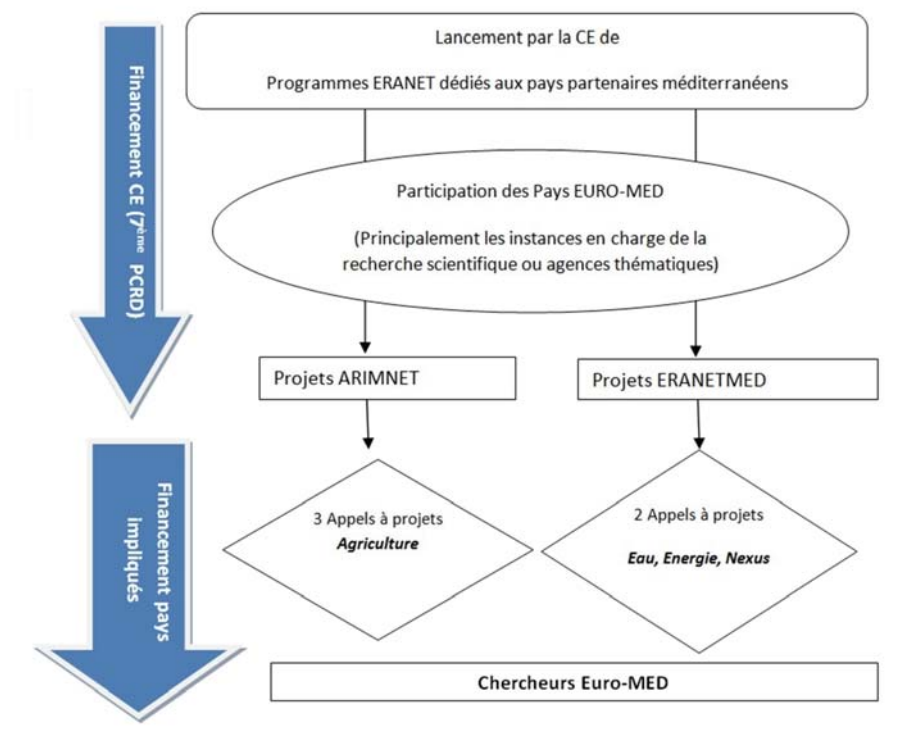 Lancement par la CE de
Programmes ERANET dédiés aux pays partenaires méditerranéens
Financement CE (7ème PCRD)
Participation des Pays EURO-MED
(Principalement les instances en charge de la
recherche scientifique ou agences thématiques)
Projets ARIMNET
Projets ERANETMED
Financement pays
impliqués
3 Appels à projets
Agriculture
2 Appels à projets
Eau, Energie, Nexus
Chercheurs Euro-MED